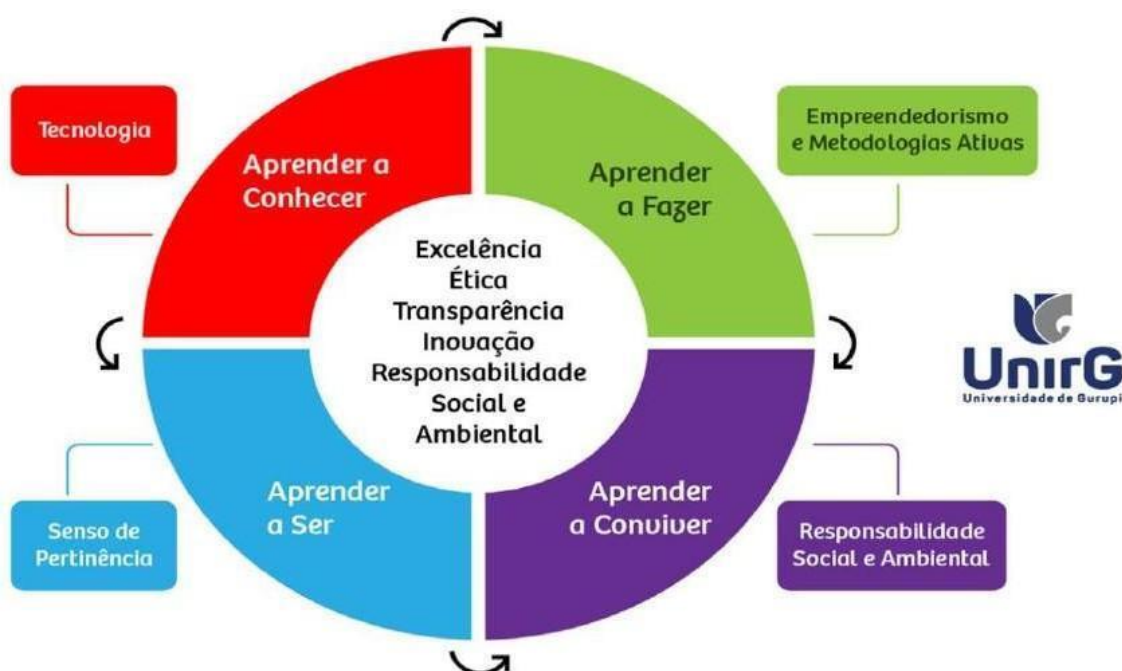 Tecnologia
Aprender a
Conhecer
Aprender
a Fazer
Empreendedorismo
e Metodologias Ativas
Excelência
Ética
Transparência
Inovação
Responsabilidade
Social e
Ambiental
UnirG
Universidade de Gurupi
Senso de
Pertinência
Aprender
a Ser
Aprender
a Conviver
Responsabilidade
Social e Ambiental